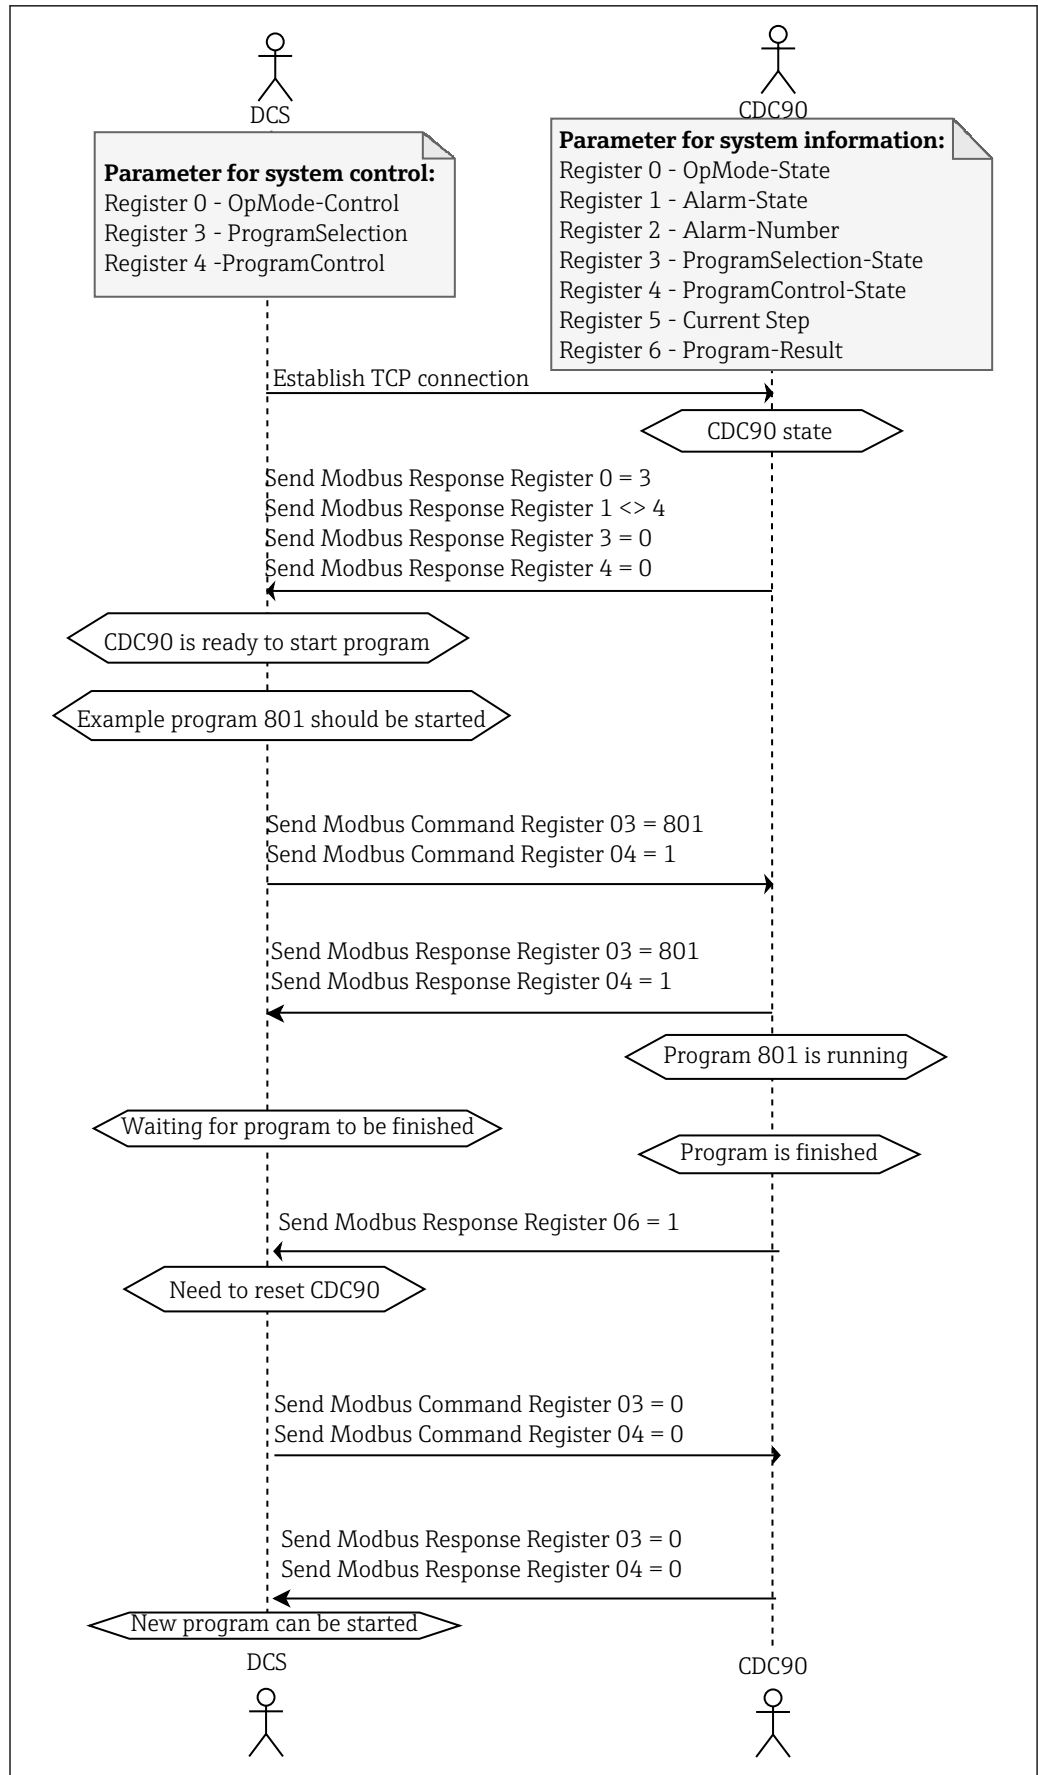 DCS
CDC90
Parameter for system control:
Register 0 - OpMode-Control
Register 3 - ProgramSelection
Register 4 -ProgramControl
Parameter for system information:
Register 0 - OpMode-State
Register 1 - Alarm-State
Register 2 - Alarm-Number
Register 3 - ProgramSelection-State
Register 4 - ProgramControl-State
Register 5 - Current Step
Register 6 - Program-Result
Establish TCP connection
CDC90 state
Send Modbus Response Register 0 = 3
Send Modbus Response Register 1 <> 4
Send Modbus Response Register 3 = 0
Send Modbus Response Register 4 = 0
CDC90 is ready to start program
Example program 801 should be started
Send Modbus Command Register 03 = 801
Send Modbus Command Register 04 = 1
Send Modbus Response Register 03 = 801
Send Modbus Response Register 04 = 1
Program 801 is running
Waiting for program to be finished
Program is finished
Send Modbus Response Register 06 = 1
Need to reset CDC90
Send Modbus Command Register 03 = 0
Send Modbus Command Register 04 = 0
Send Modbus Response Register 03 = 0
Send Modbus Response Register 04 = 0
New program can be started
DCS
CDC90